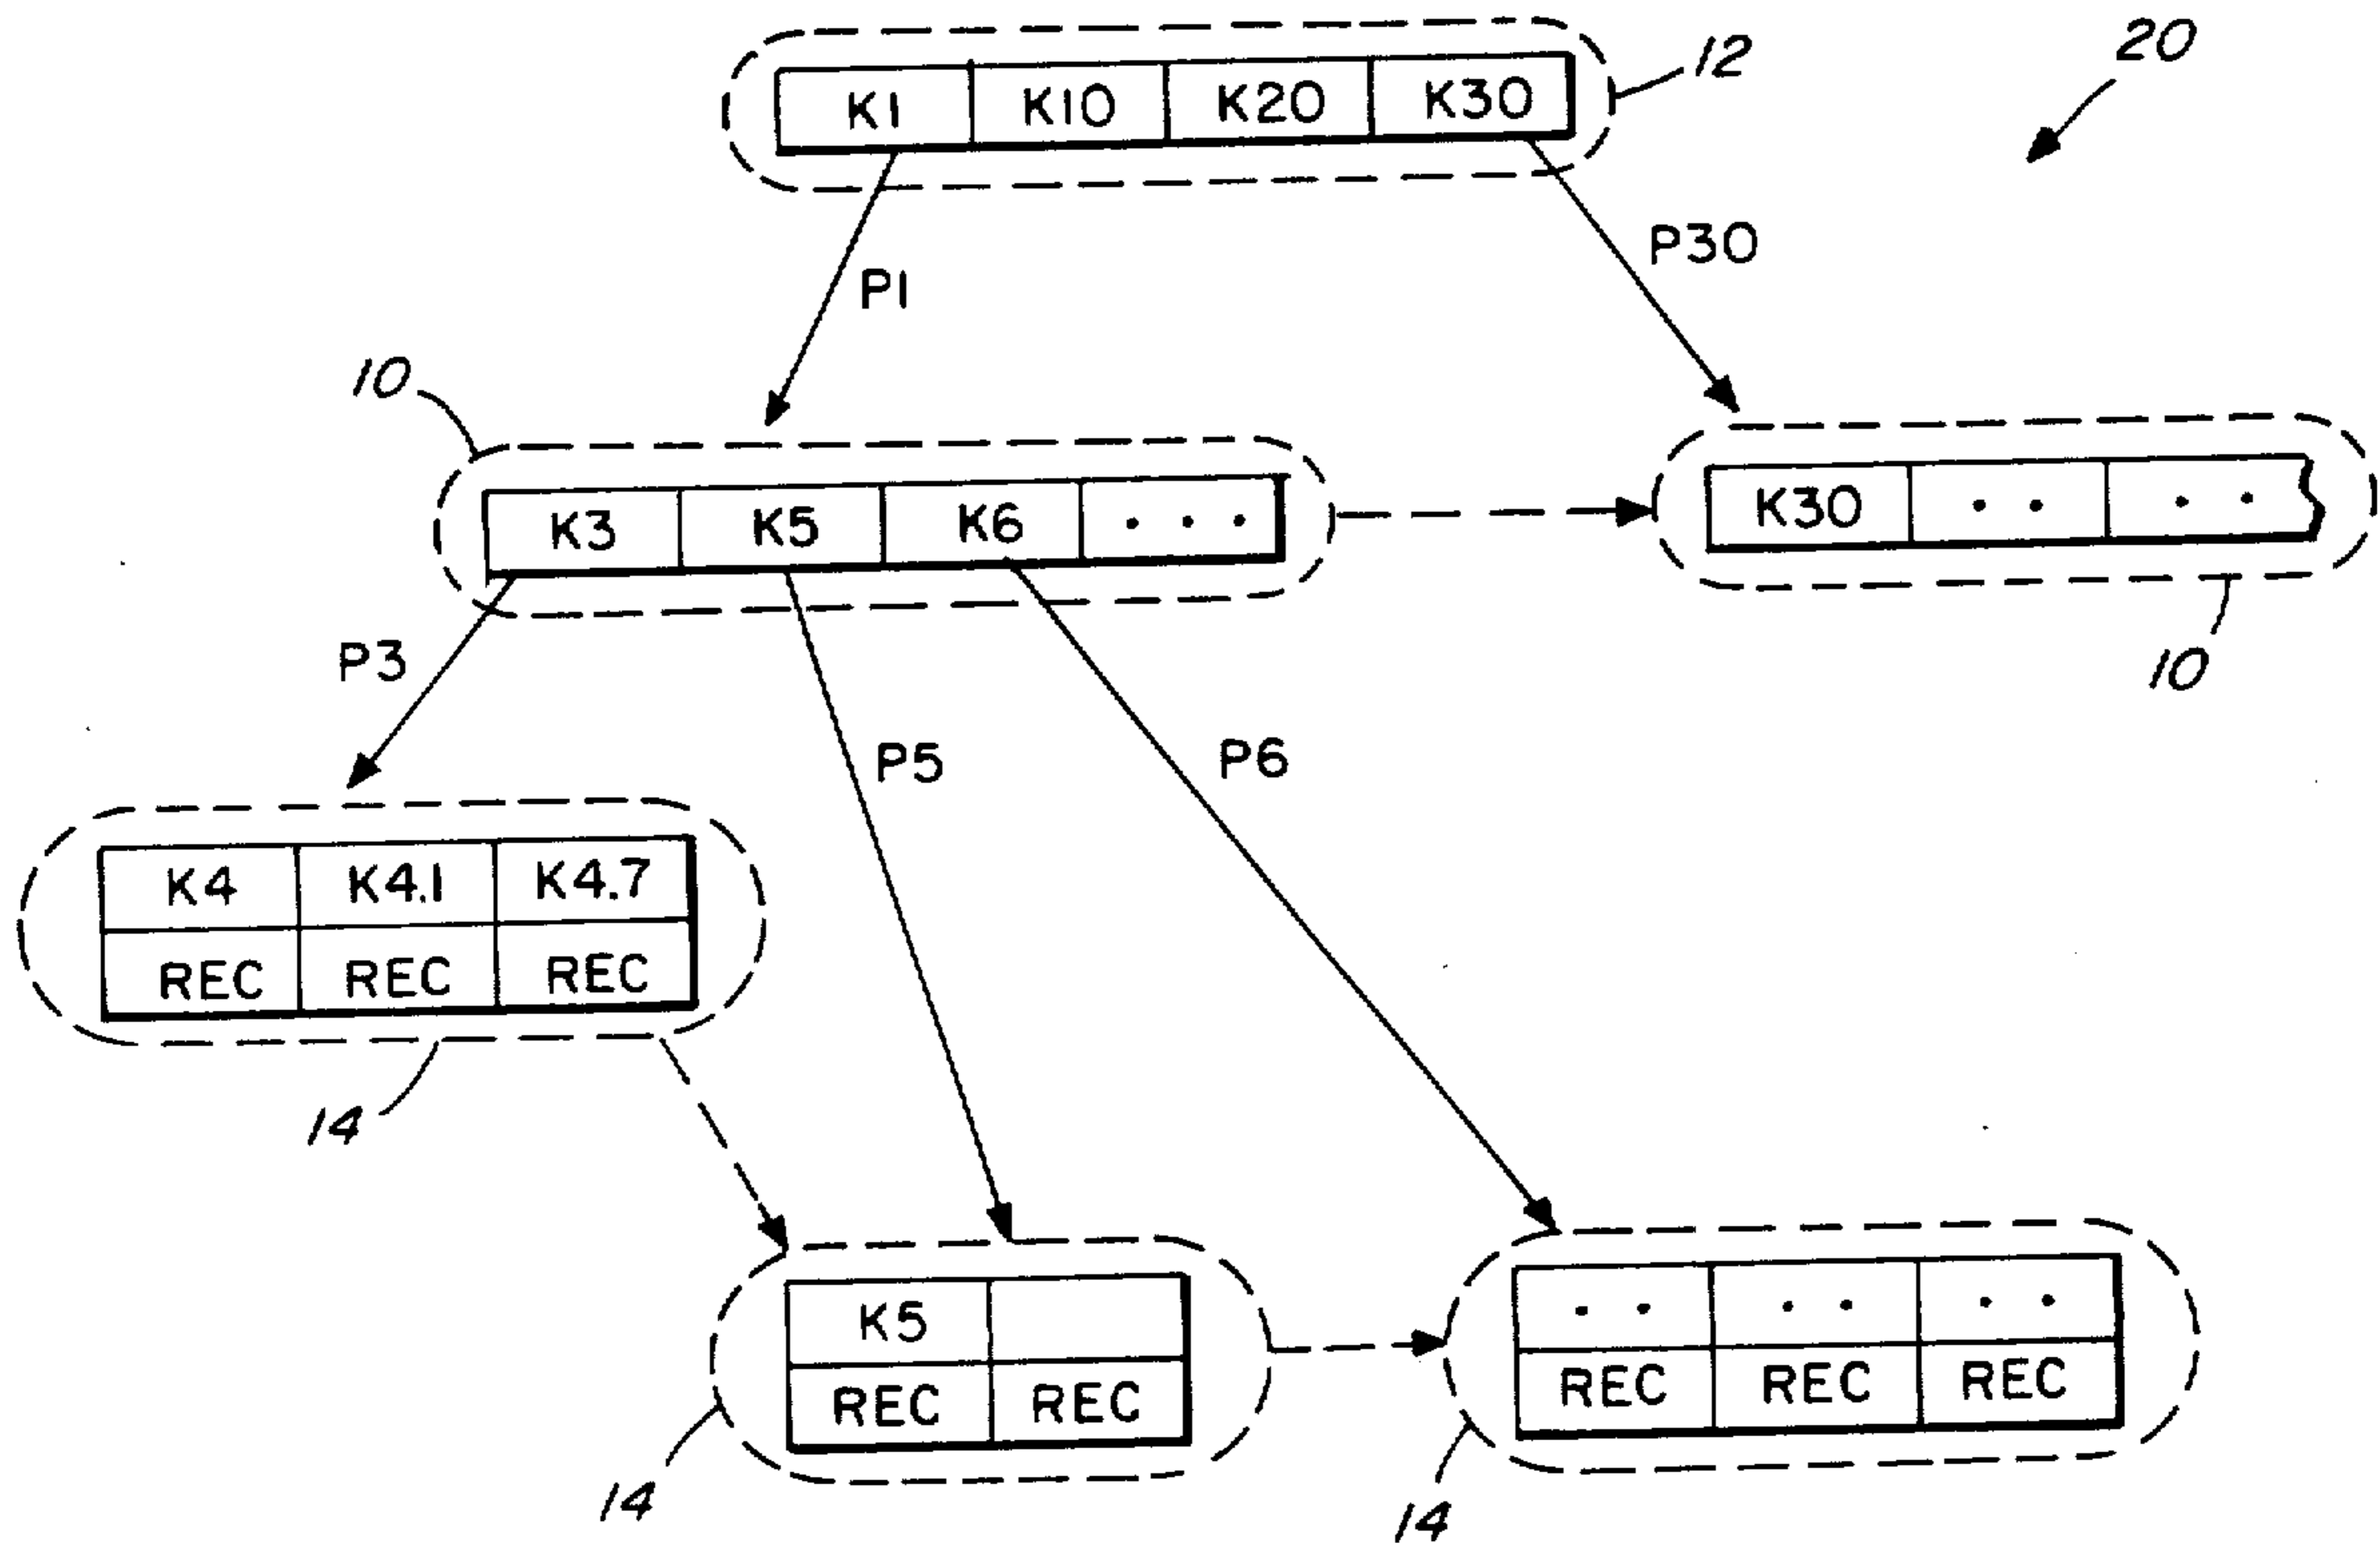 20
12
K1 K10 K20 K30
P1
P30
10
K3 K5 K6 . . .
K30 . . . .
10
P3
P5
P6
K4 K4.1 K4.7
REC REC REC
14
K5
REC REC
14
. . . . . .
REC REC REC
14